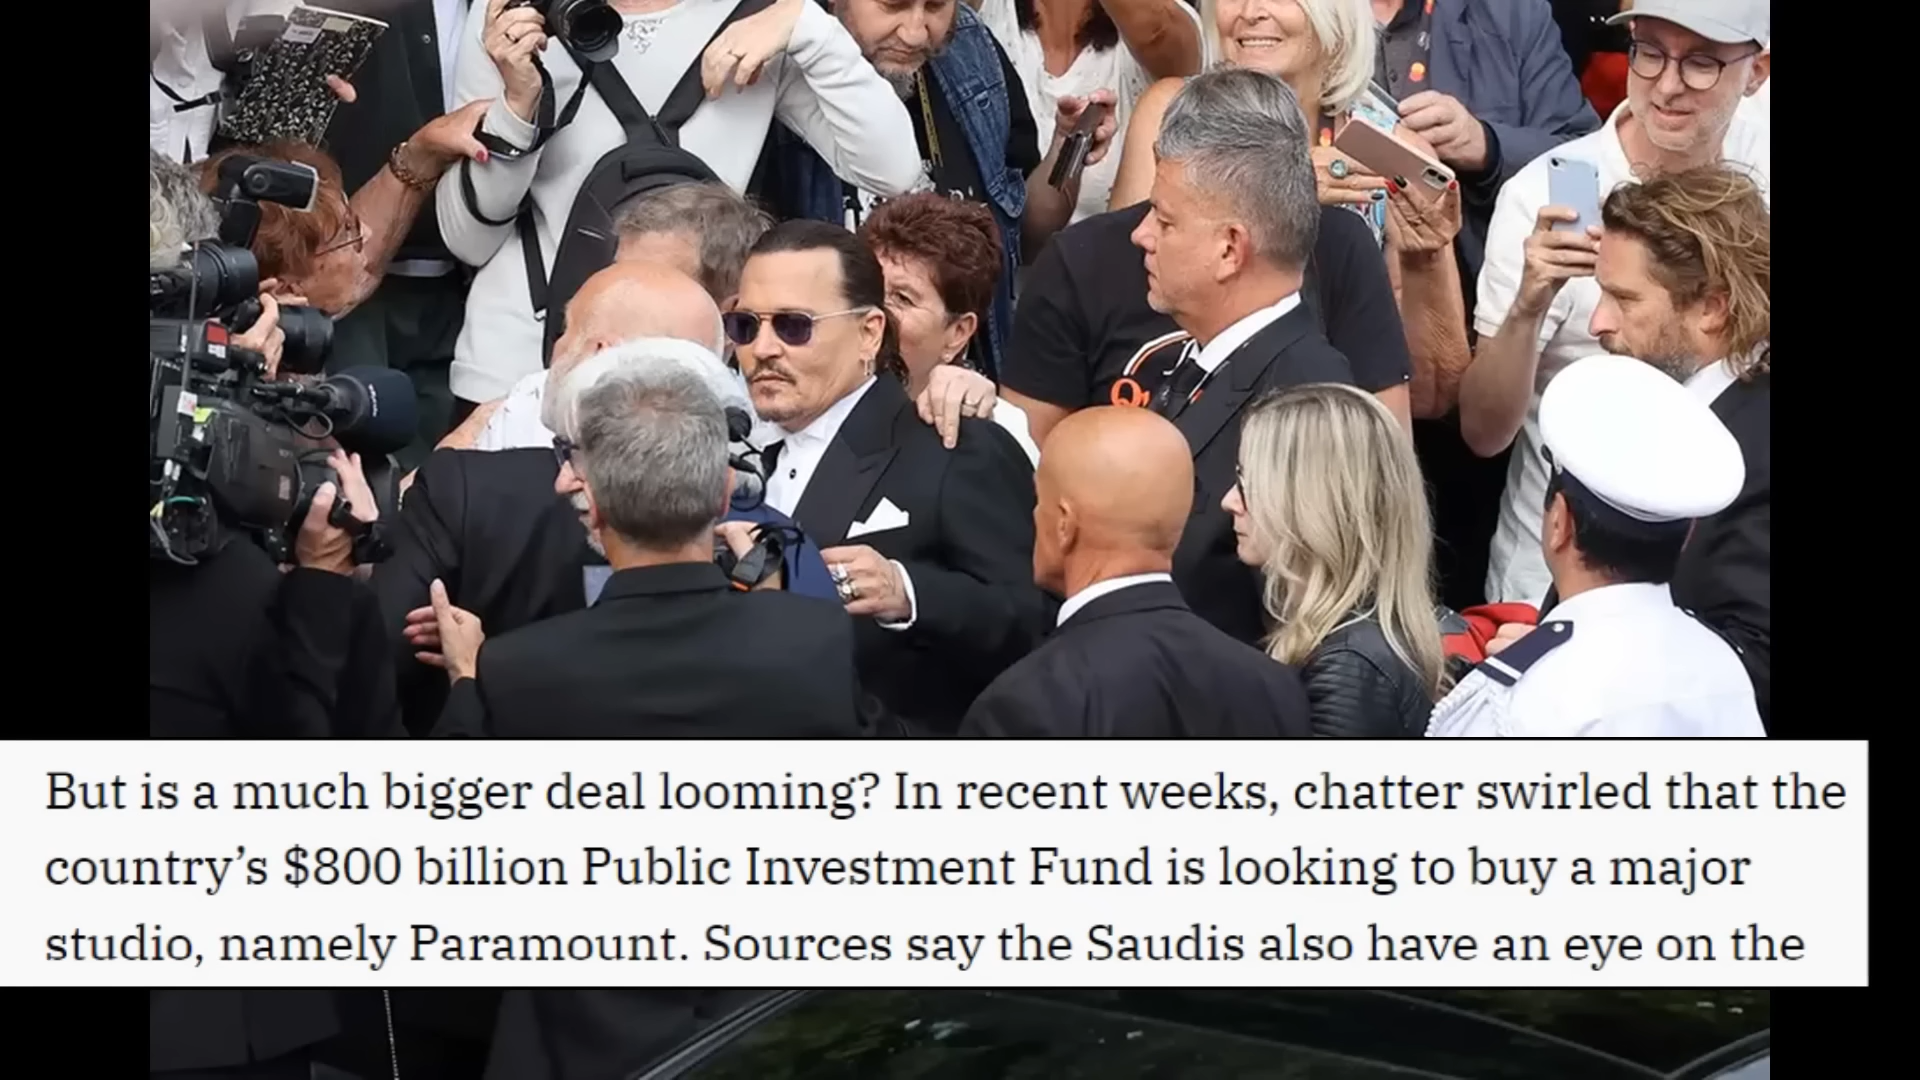 But is a much bigger deal looming? In recent weeks, chatter swirled that the
country’s $800 billion Public Investment Fund is looking to buy a major
studio, namely Paramount. Sources say the Saudis also have an eye on the